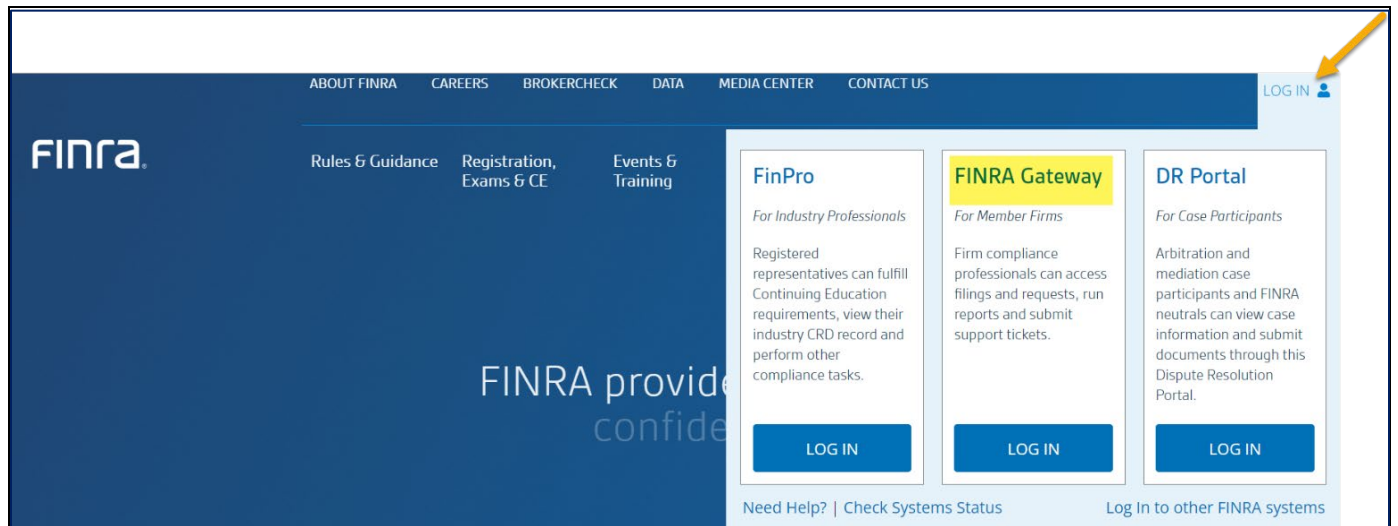 ABOUT FINRA CAREERS BROKERCHECK DATA MEDIA CENTER CONTACT US
LOG IN
FINRA.
Rules & Guidance
Registration,
Exams & CE
Events &
Training
FINRA provide
confide
FinPro
For Industry Professionals
Registered
representatives can fulfill
Continuing Education
requirements, view their
industry CRD record and
perform other
compliance tasks.
LOG IN
FINRA Gateway
For Member Firms
Firm compliance
professionals can access
filings and requests, run
reports and submit
support tickets.
LOG IN
DR Portal
For Case Participants
Arbitration and
mediation case
participants and FINRA
neutrals can view case
information and submit
documents through this
Dispute Resolution
Portal.
LOG IN
Need Help? | Check Systems Status
Log In to other FINRA systems